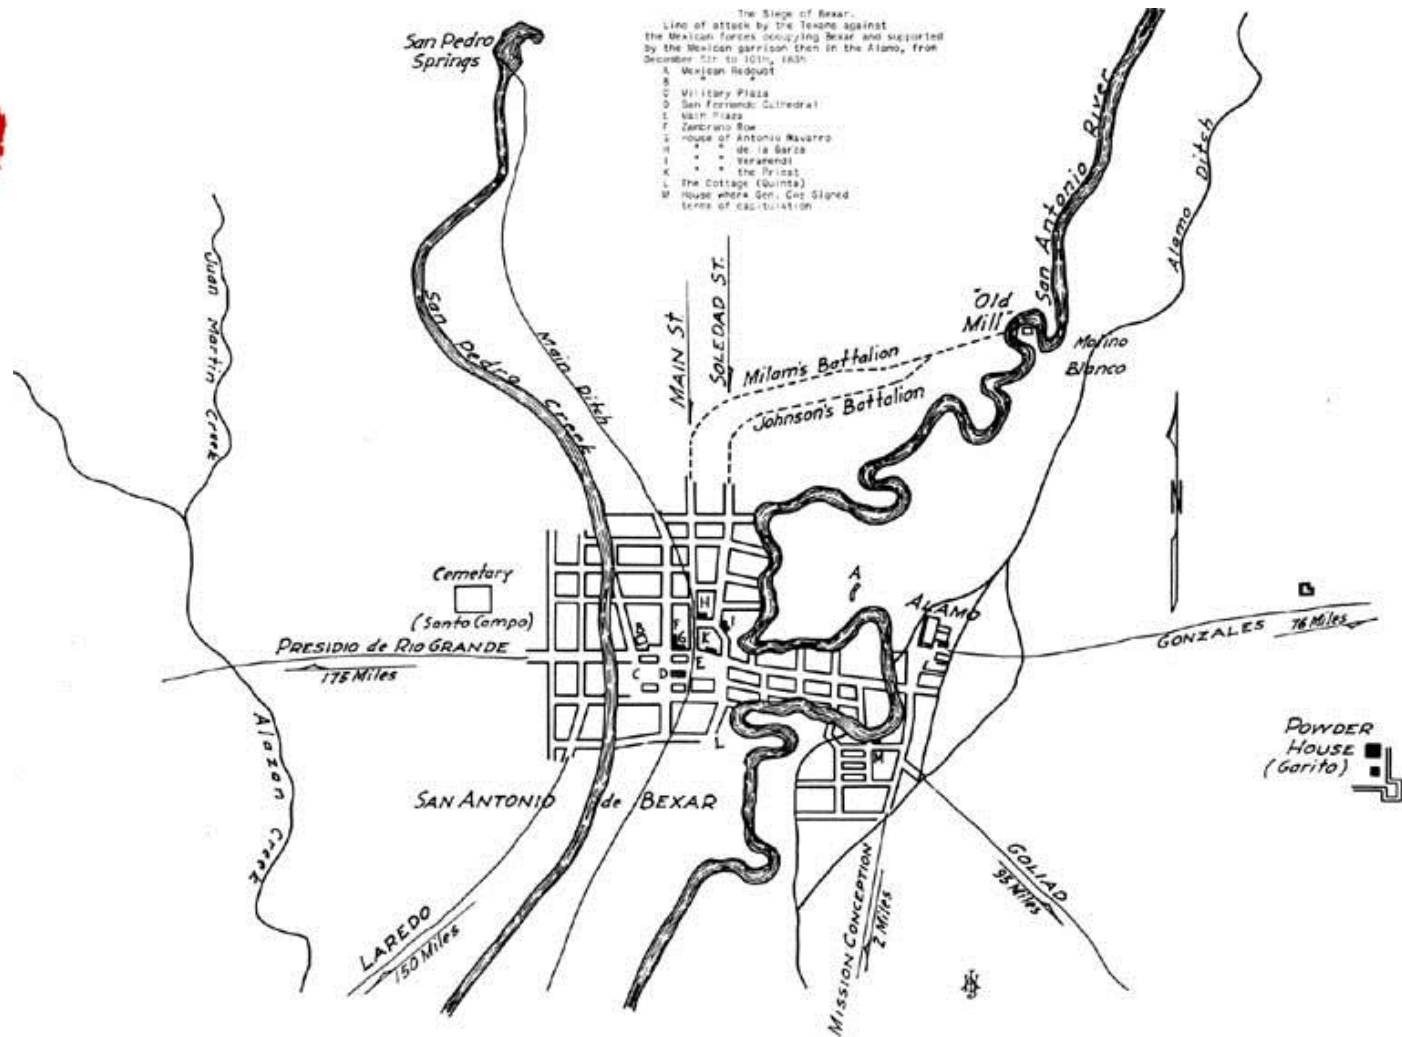 The Siege of Bexar.
Line of attack by the Texans against
the Mexican forces occupying Bexar and supported
by the Mexican garrison then in the Alamo, from
December 5th to 10th, 1835
A Mexican Redoubt
B " "
C Military Plaza
D San Fernando Cathedral
E Main Plaza
F Zambrano Row
G House of Antonio Navarro
H " " de la Garza
I " " Veramendi
K " " the Priest
L The Cottage (Quinta)
M House where Gen. Cos Signed
terms of capitulation
San Pedro
Springs
San Antonio River
Alamo Ditch
Juan Martin Creek
San Pedro Creek
Main Ditch
MAIN ST
SOLEDAD ST.
"Old
Mill"
Molino
Blanco
Milam's Battalion
Johnson's Battalion
N
Cemetary
(Santo Campo)
A
ALAMO
H
F
G
K
I
B
C
D
E
L
L
M
PRESIDIO de RIO GRANDE
175 Miles
GONZALES 76 Miles
POWDER
HOUSE
(Garita)
Alazan Creek
SAN ANTONIO de BEXAR
LAREDO
150 Miles
MISSION CONCEPTION
2 Miles
GOLIAD
95 Miles